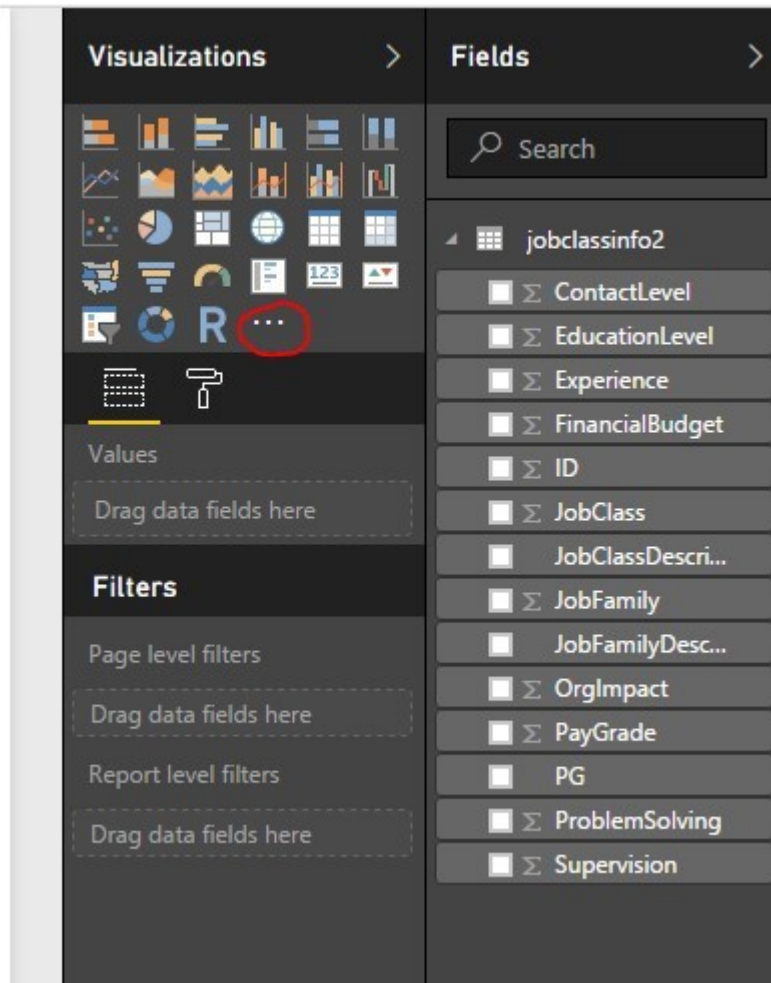 Visualizations
123
R
...
Values
Drag data fields here
Filters
Page level filters
Drag data fields here
Report level filters
Drag data fields here
Fields
Search
jobclassinfo2
Σ ContactLevel
Σ EducationLevel
Σ Experience
Σ FinancialBudget
Σ ID
Σ JobClass
JobClassDescri...
Σ JobFamily
JobFamilyDesc...
Σ OrgImpact
Σ PayGrade
PG
Σ ProblemSolving
Σ Supervision